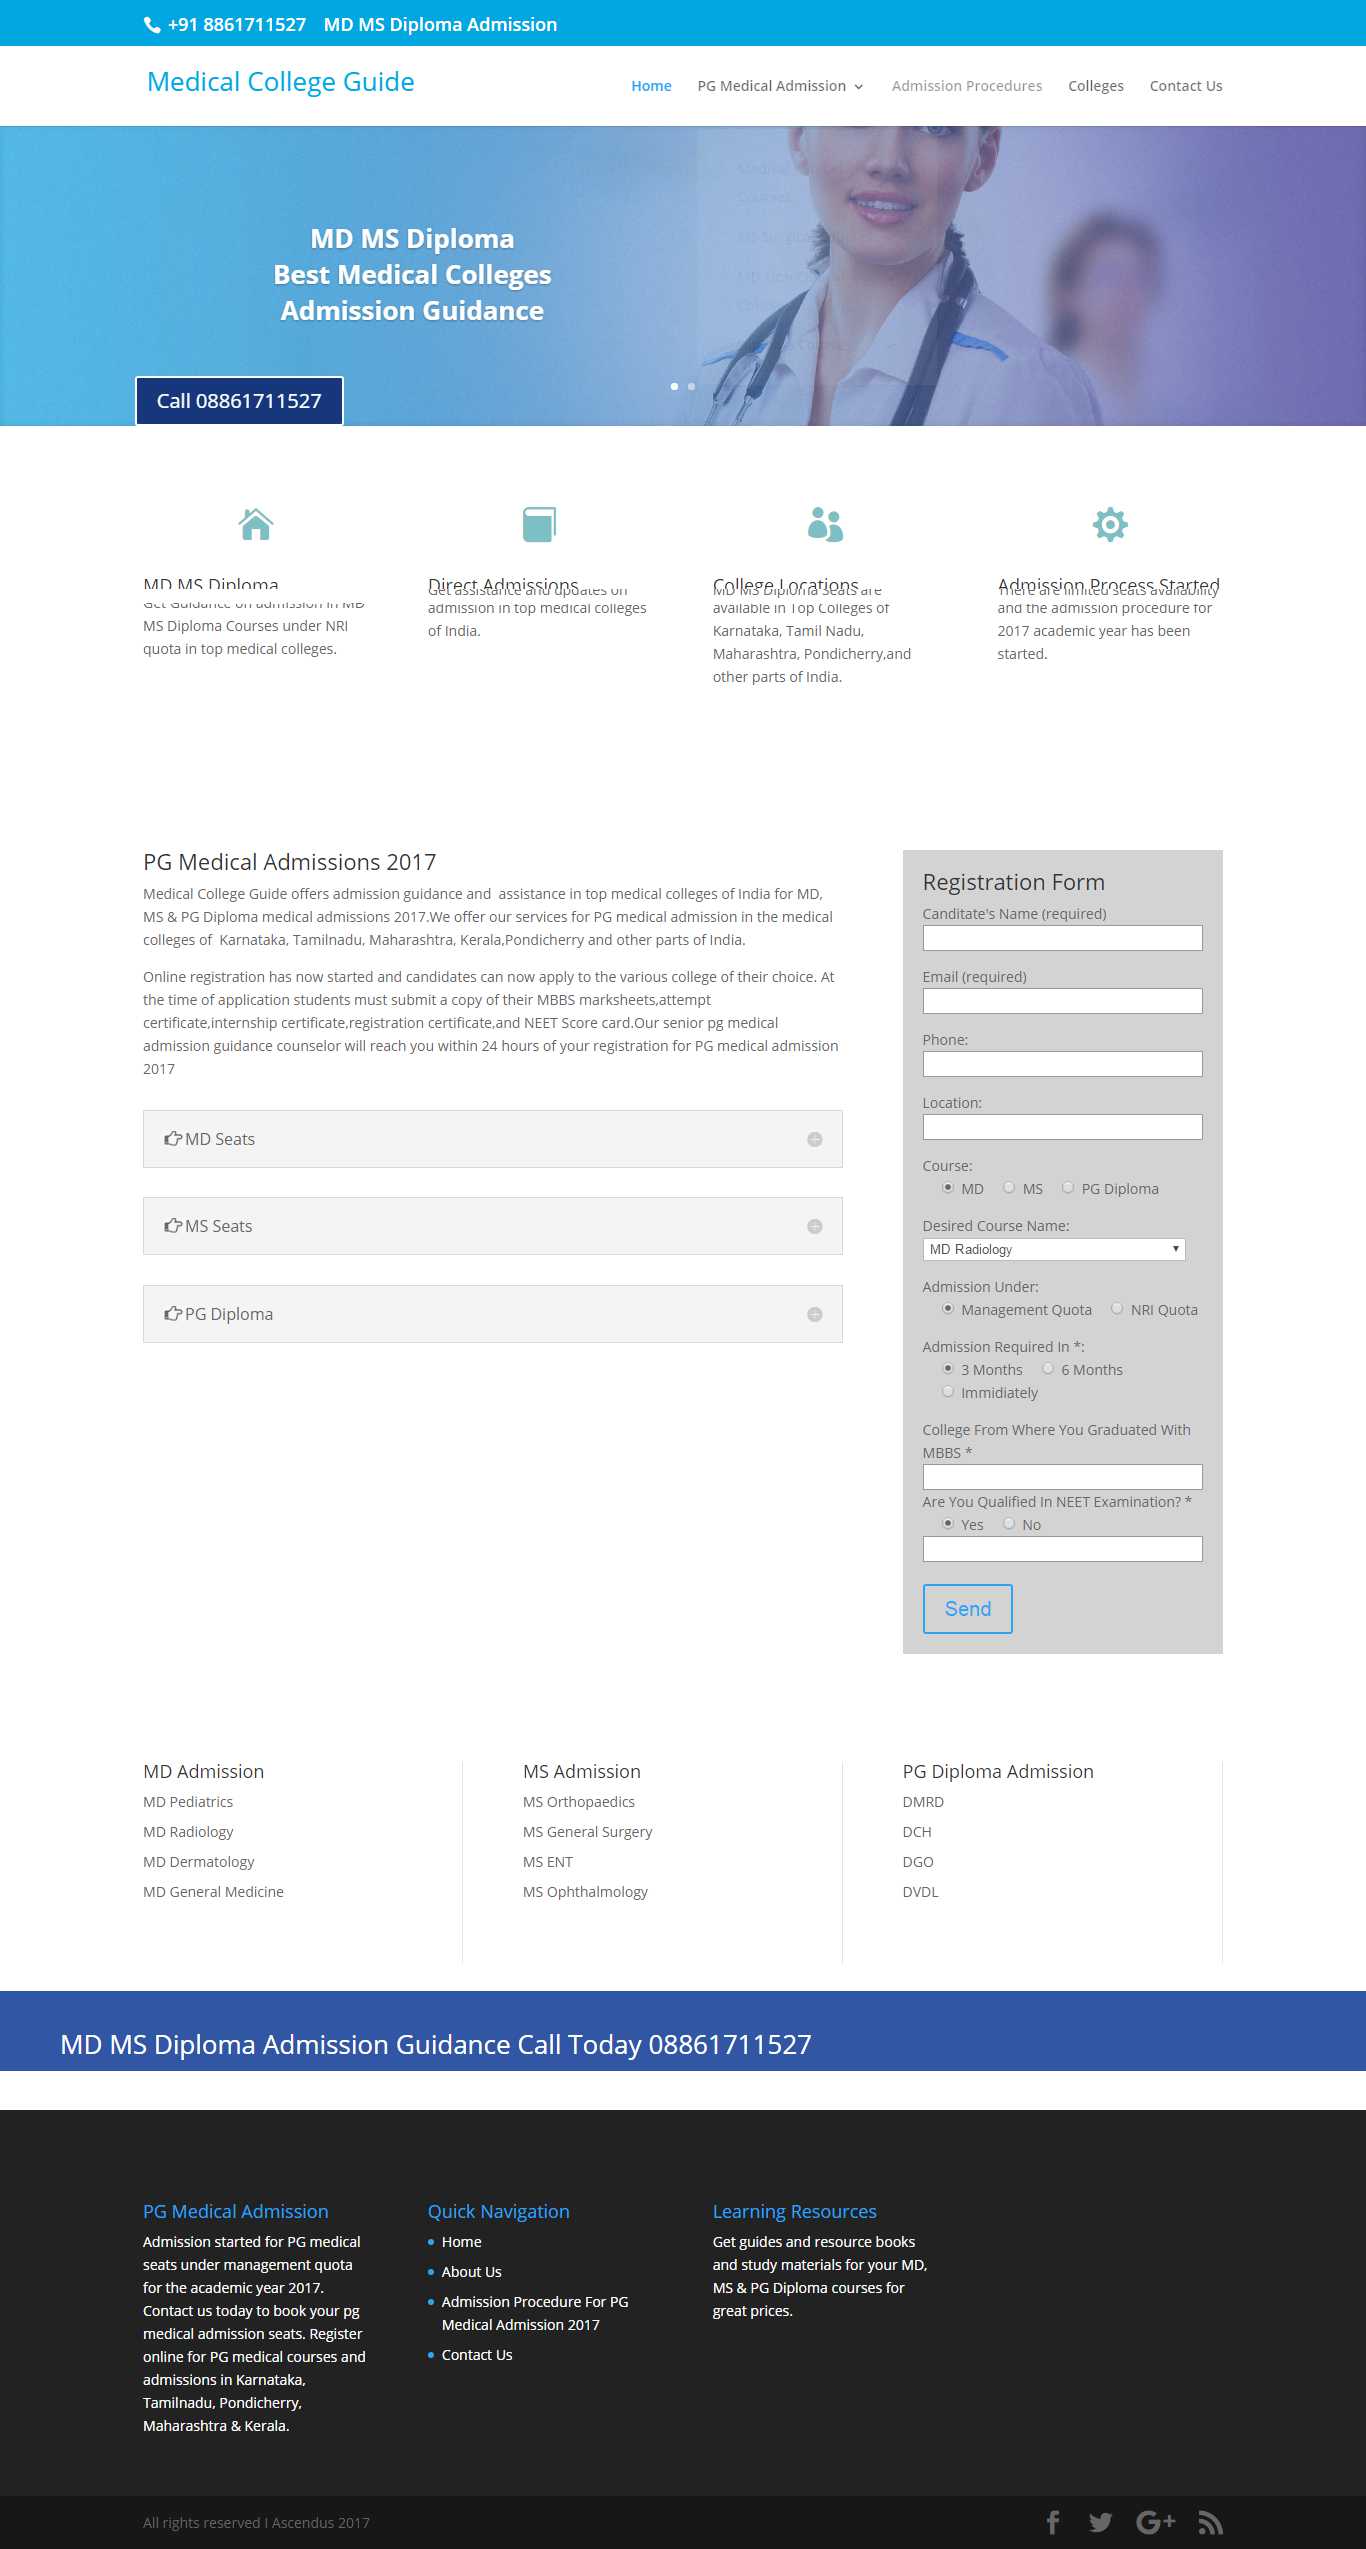 +91 8861711527 MD MS Diploma Admission
Medical College Guide
Home PG Medical Admission Admission Procedures Colleges Contact Us
MD MS Diploma
Best Medical Colleges
Admission Guidance
Call 08861711527
MD MS Diploma
Get Guidance on admission in MD
MS Diploma Courses under NRI
quota in top medical colleges.
Direct Admissions
Get assistance and updates on
admission in top medical colleges
of India.
College Locations
MD MS Diploma Seats are
available in Top Colleges of
Karnataka, Tamil Nadu,
Maharashtra, Pondicherry,and
other parts of India.
Admission Process Started
There are limited seats availability
and the admission procedure for
2017 academic year has been
started.
PG Medical Admissions 2017
Medical College Guide offers admission guidance and  assistance in top medical colleges of India for MD,
MS & PG Diploma medical admissions 2017.We offer our services for PG medical admission in the medical
colleges of  Karnataka, Tamilnadu, Maharashtra, Kerala,Pondicherry and other parts of India.
Online registration has now started and candidates can now apply to the various college of their choice. At
the time of application students must submit a copy of their MBBS marksheets,attempt
certificate,internship certificate,registration certificate,and NEET Score card.Our senior pg medical
admission guidance counselor will reach you within 24 hours of your registration for PG medical admission
2017
MD Seats
MS Seats
PG Diploma
Registration Form
Canditate's Name (required)
Email (required)
Phone:
Location:
Course:
MD MS PG Diploma
Desired Course Name:
MD Radiology
Admission Under:
Management Quota NRI Quota
Admission Required In *:
3 Months 6 Months
Immidiately
College From Where You Graduated With
MBBS *
Are You Qualified In NEET Examination? *
Yes No
Send
MD Admission
MD Pediatrics
MD Radiology
MD Dermatology
MD General Medicine
MS Admission
MS Orthopaedics
MS General Surgery
MS ENT
MS Ophthalmology
PG Diploma Admission
DMRD
DCH
DGO
DVDL
MD MS Diploma Admission Guidance Call Today 08861711527
PG Medical Admission
Admission started for PG medical
seats under management quota
for the academic year 2017.
Contact us today to book your pg
medical admission seats. Register
online for PG medical courses and
admissions in Karnataka,
Tamilnadu, Pondicherry,
Maharashtra & Kerala.
Quick Navigation
Home
About Us
Admission Procedure For PG
Medical Admission 2017
Contact Us
Learning Resources
Get guides and resource books
and study materials for your MD,
MS & PG Diploma courses for
great prices.
All rights reserved I Ascendus 2017